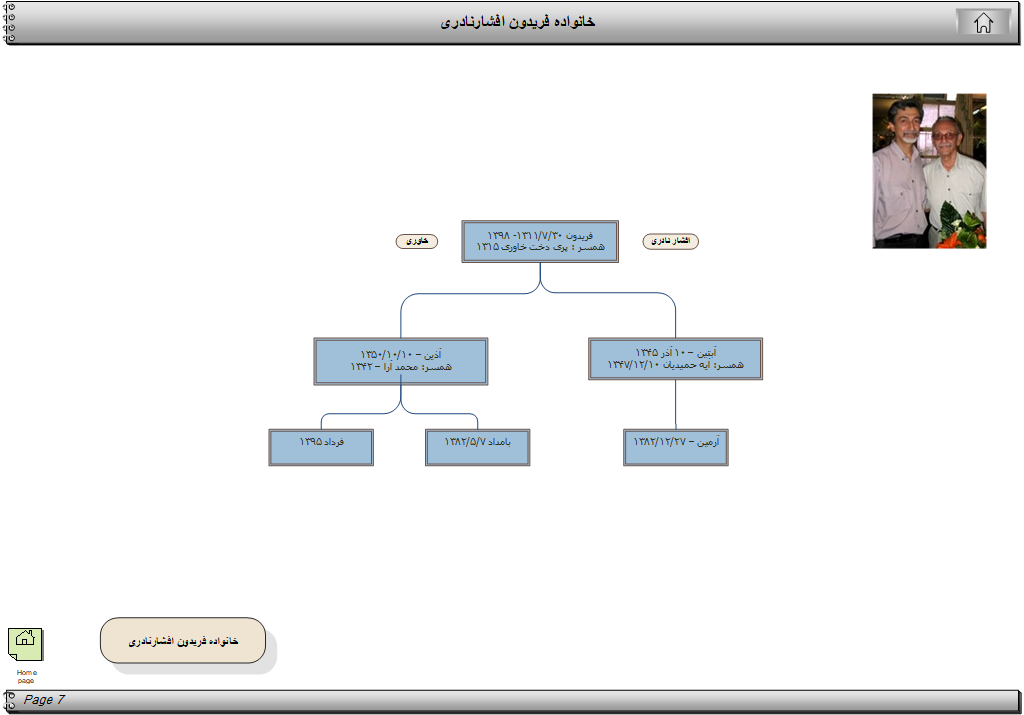 خانواده فریدون افشارنادری
فریدون ۱۳۱۱/۷/۳۰- ۱۳۹۸
همسر : پری دخت خاوری ۱۳۱۵
افشار نادری
خاوری
آبتین – ۱۰ آذر ۱۳۴۵
همسر: آیه حمیدیان ۱۳۴۷/۱۲/۱۰
آذین – ۱۳۵۰/۱۰/۱۰
همسر: محمد آرا – ۱۳۴۲
آرمین – ۱۳۸۲/۱۲/۲۷
بامداد ۱۳۸۲/۵/۷
فرداد ۱۳۹۵
خانواده فریدون افشارنادری
Home
page
Page 7